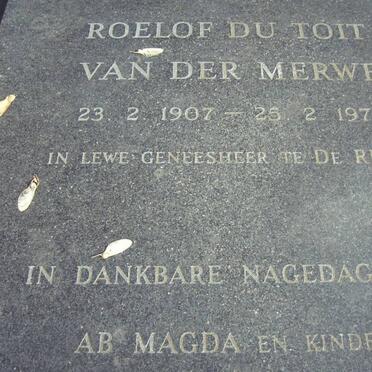 ROELOF DU TOIT
VAN DER MERWE
23. 2. 1907 — 25. 2. 197
IN LEWE GENEESHEER TE DE R
IN DANKBARE NAGEDAG
AB MAGDA EN KINDE